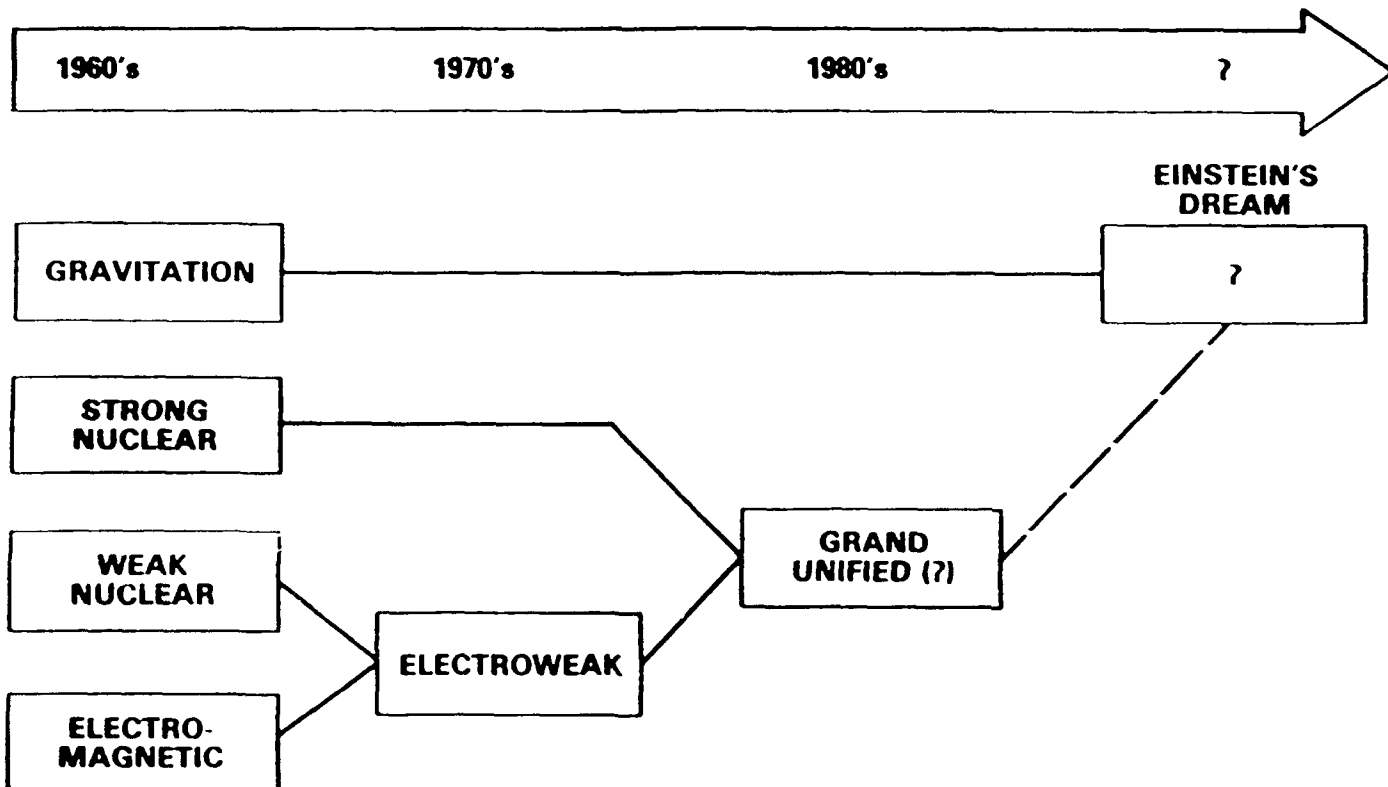 1960's 1970's 1980's ?
EINSTEIN'S
DREAM
GRAVITATION
?
STRONG
NUCLEAR
WEAK
NUCLEAR
GRAND
UNIFIED (?)
ELECTROWEAK
ELECTRO-
MAGNETIC